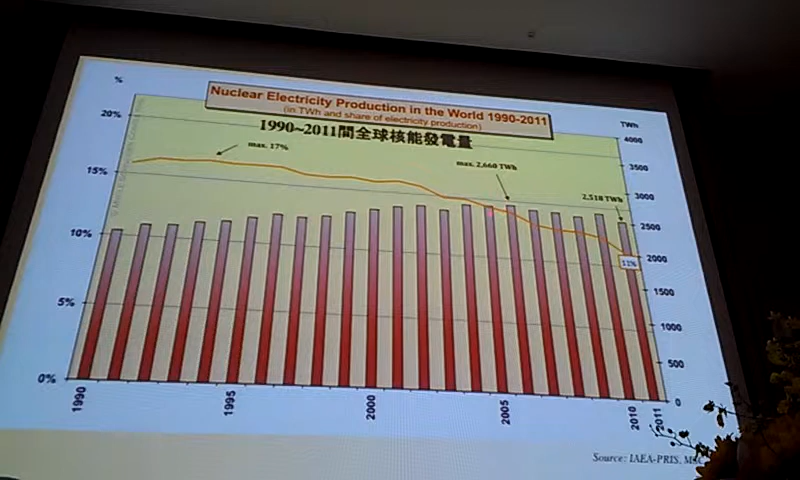 Nuclear Electricity Production in the World 1990-2011
(in TWh and share of electricity production)
1990~2011間全球核能發電量
%
TWh
20%
15%
10%
5%
0%
max. 17%
max. 2,660 TWh
2,518 TWh
11%
4000
3500
3000
2500
2000
1500
1000
500
0
1990
1995
2000
2005
2010
2011
Source: IAEA-PRIS,